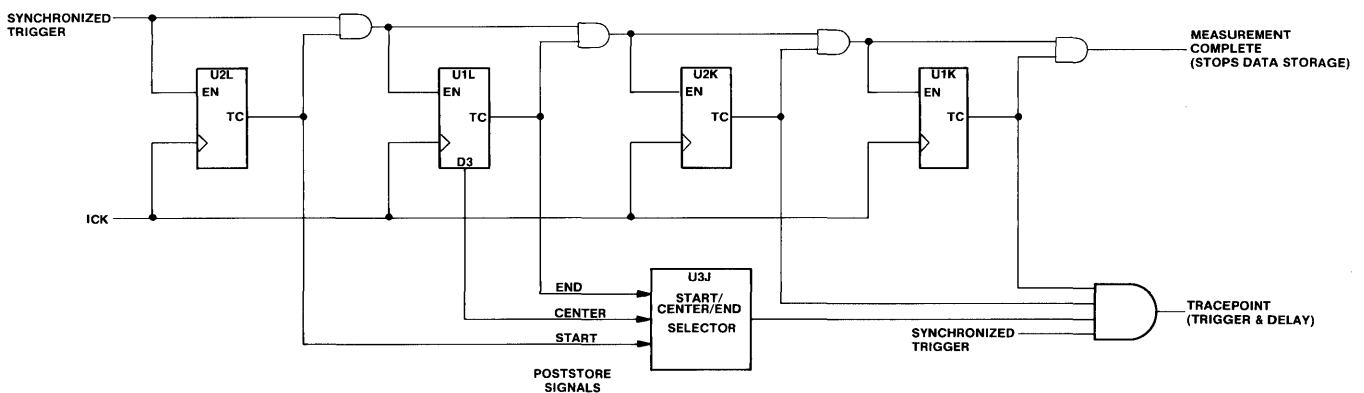 SYNCHRONIZED
TRIGGER
U2L
EN
TC
U1L
EN
TC
D3
U2K
EN
TC
U1K
EN
TC
MEASUREMENT
COMPLETE
(STOPS DATA STORAGE)
ICK
END
CENTER
START
U3J
START/
CENTER/END
SELECTOR
SYNCHRONIZED
TRIGGER
TRACEPOINT
(TRIGGER & DELAY)
POSTSTORE
SIGNALS